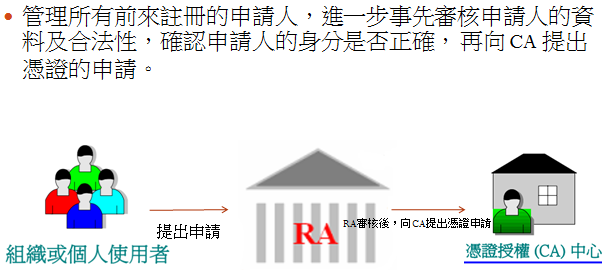 • 管理所有前來註冊的申請人，進一步事先審核申請人的資
料及合法性，確認申請人的身分是否正確， 再向 CA 提出
憑證的申請。
提出申請
RA
RA審核後，向CA提出憑證申請
組織或個人使用者
憑證授權 (CA) 中心